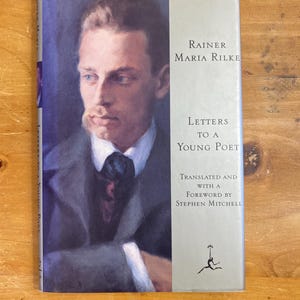 RAINER
MARIA RILKE
LETTERS
TO A
YOUNG POET
TRANSLATED AND
WITH A
FOREWORD BY
STEPHEN MITCHELL